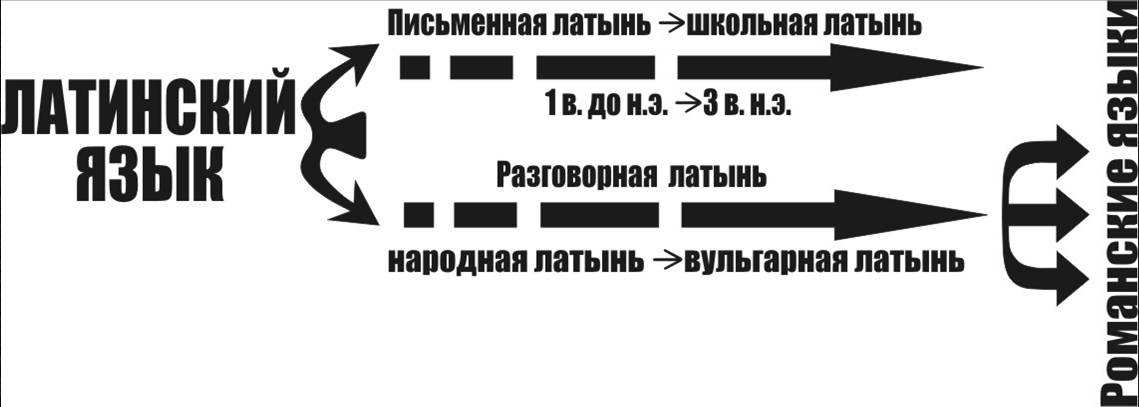 ЛАТИНСКИЙ
ЯЗЫК
Письменная латынь →школьная латынь
1 в. до н.э. →3 в. н.э.
Разговорная латынь
народная латынь →вульгарная латынь
Романские языки